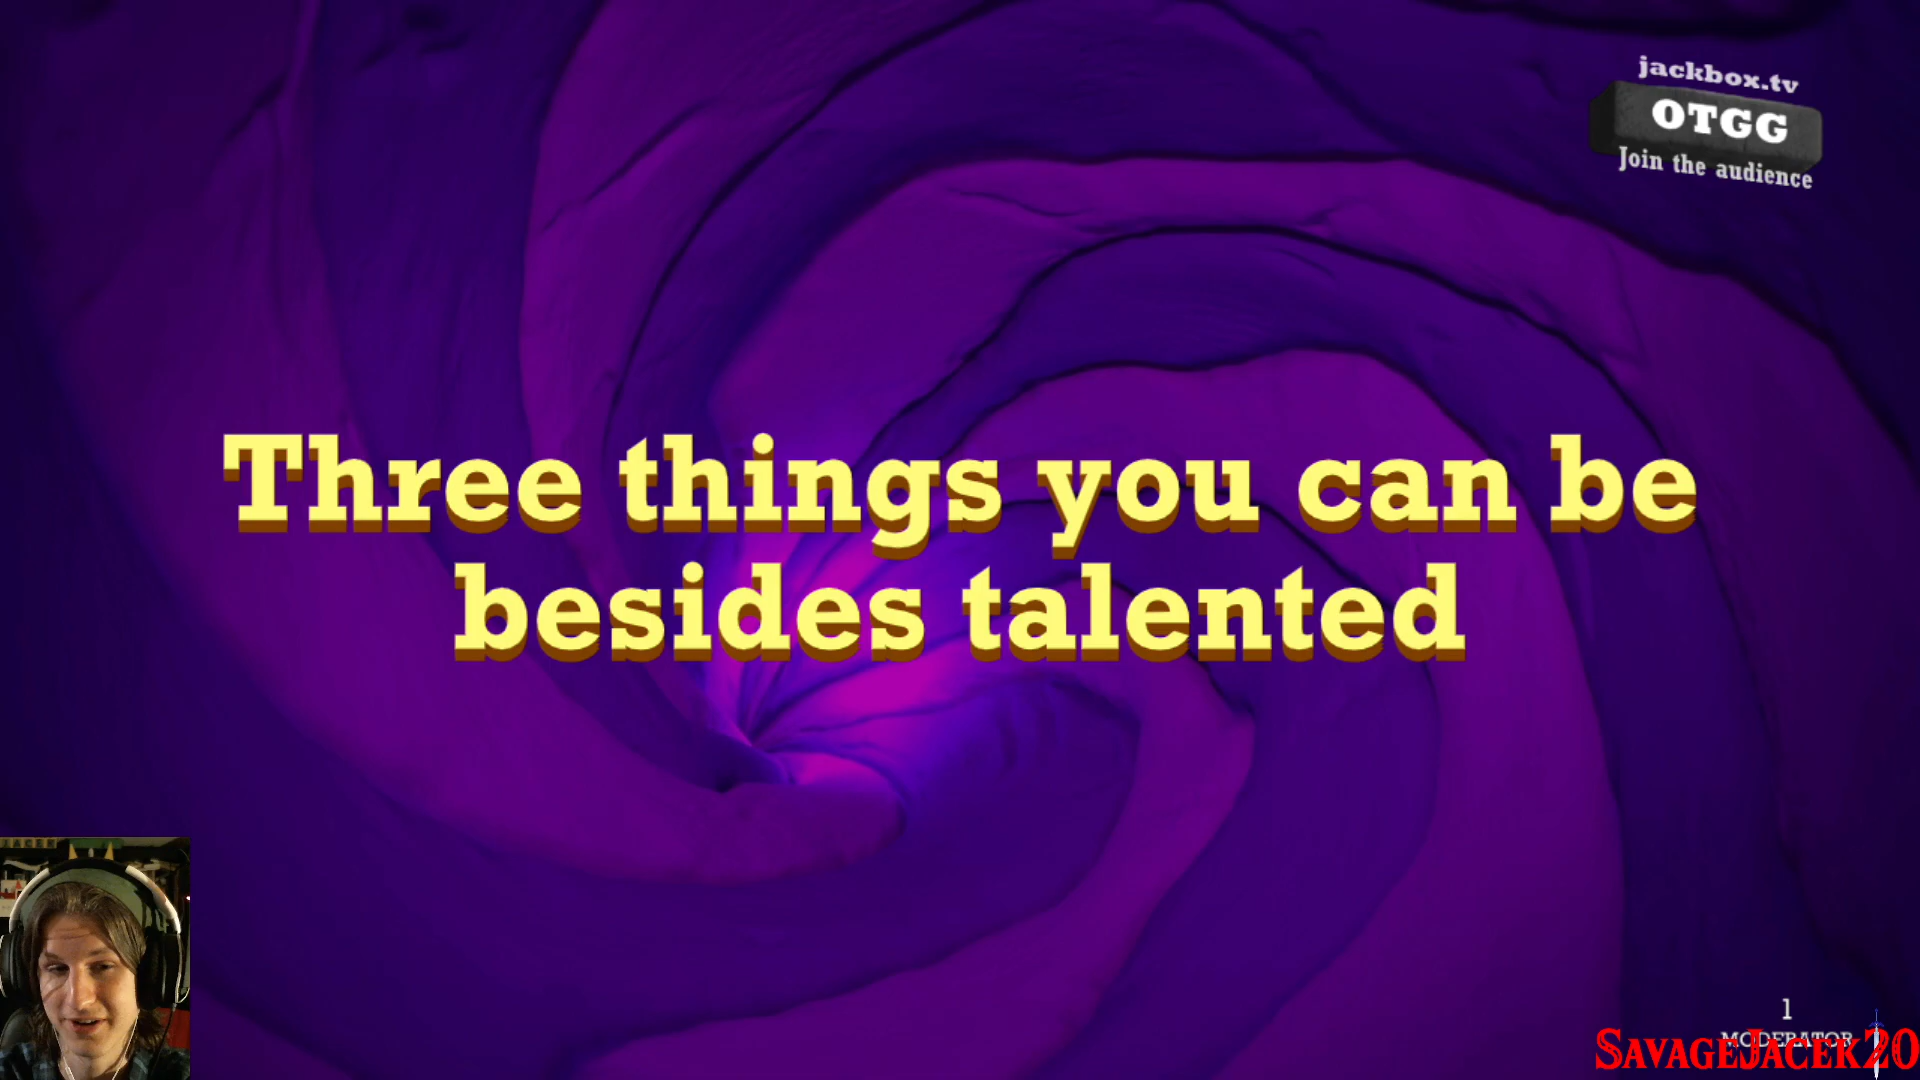 jackbox.tv
OTGG
Join the audience
Three things you can be
besides talented
1
MODERATOR
SAVAGEJACEK20